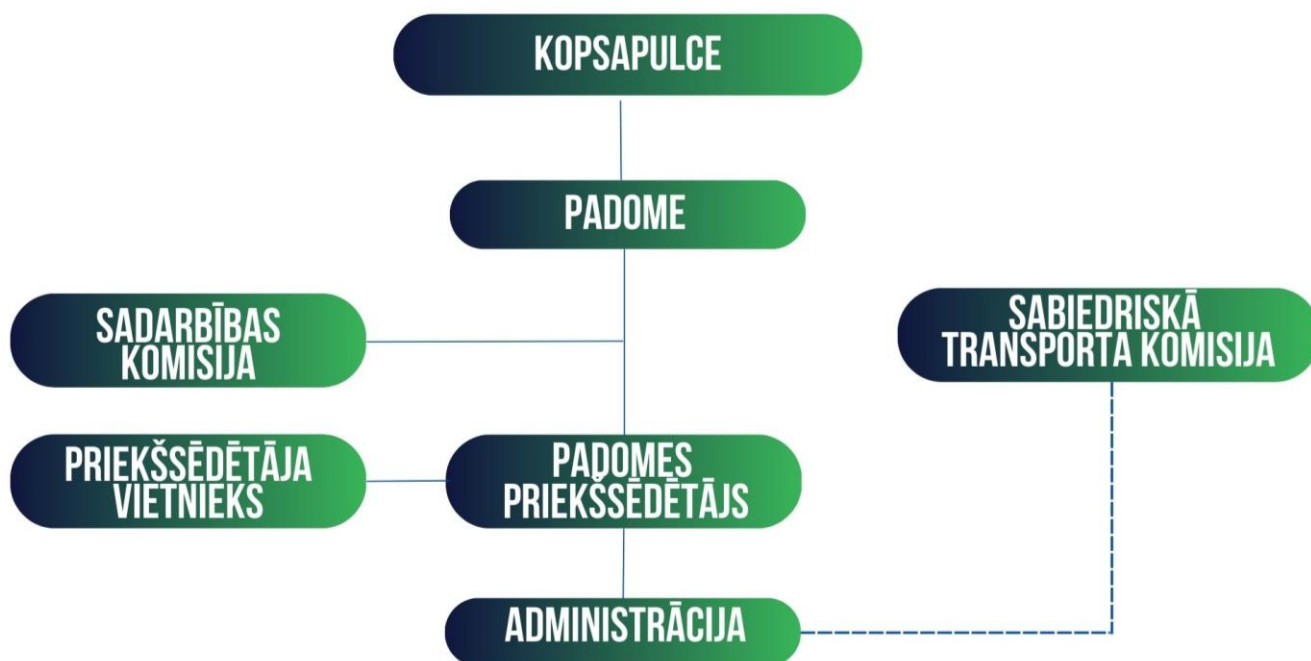 KOPSAPULCE
PADOME
SADARBĪBAS
KOMISIJA
SABIEDRISKĀ
TRANSPORTA KOMISIJA
PRIEKŠSĒDĒTĀJA
VIETNIEKS
PADOMES
PRIEKŠSĒDĒTĀJS
ADMINISTRĀCIJA